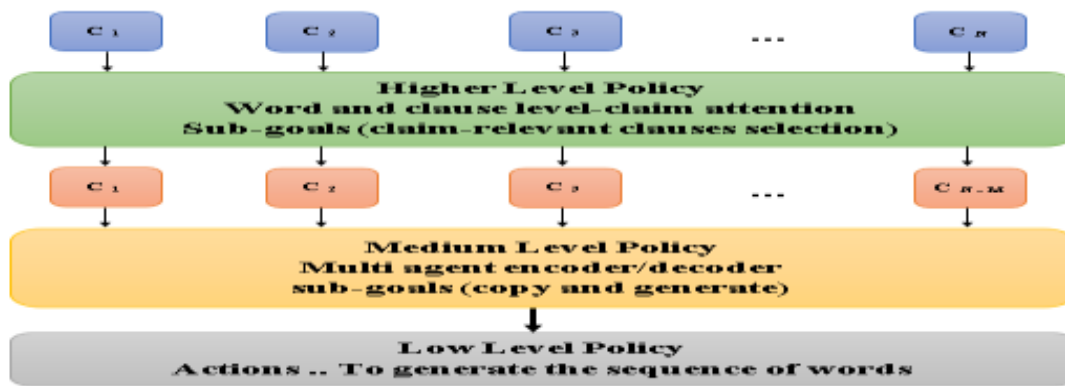 C 1 C 2 C 3 ... C N
Higher Level Policy
Word and clause level-claim attention
Sub-goals (claim-relevant clauses selection)
C 1 C 2 C 3 ... C N-M
Medium Level Policy
Multi agent encoder/decoder
sub-goals (copy and generate)
Low Level Policy
Actions .. To generate the sequence of words